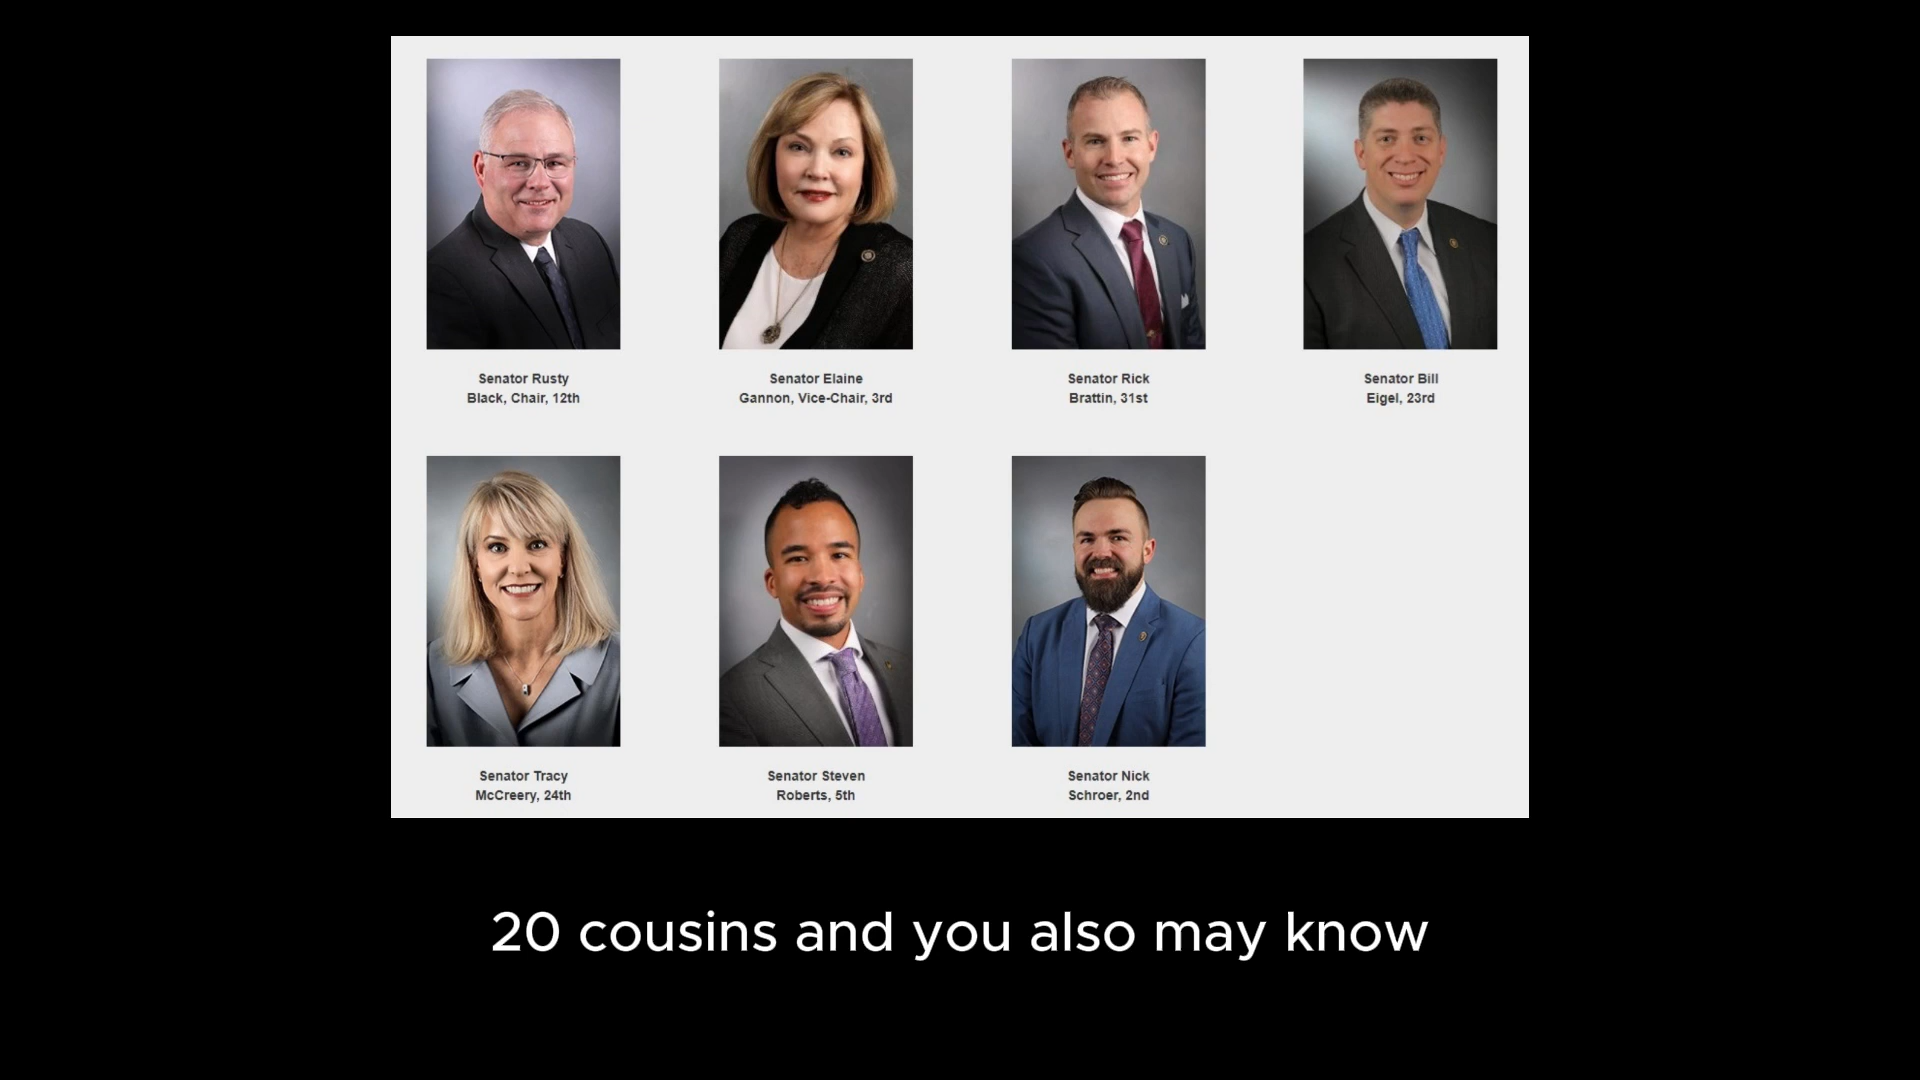 Senator Rusty
Black, Chair, 12th
Senator Elaine
Gannon, Vice-Chair, 3rd
Senator Rick
Brattin, 31st
Senator Bill
Eigel, 23rd
Senator Tracy
McCreery, 24th
Senator Steven
Roberts, 5th
Senator Nick
Schroer, 2nd
20 cousins and you also may know